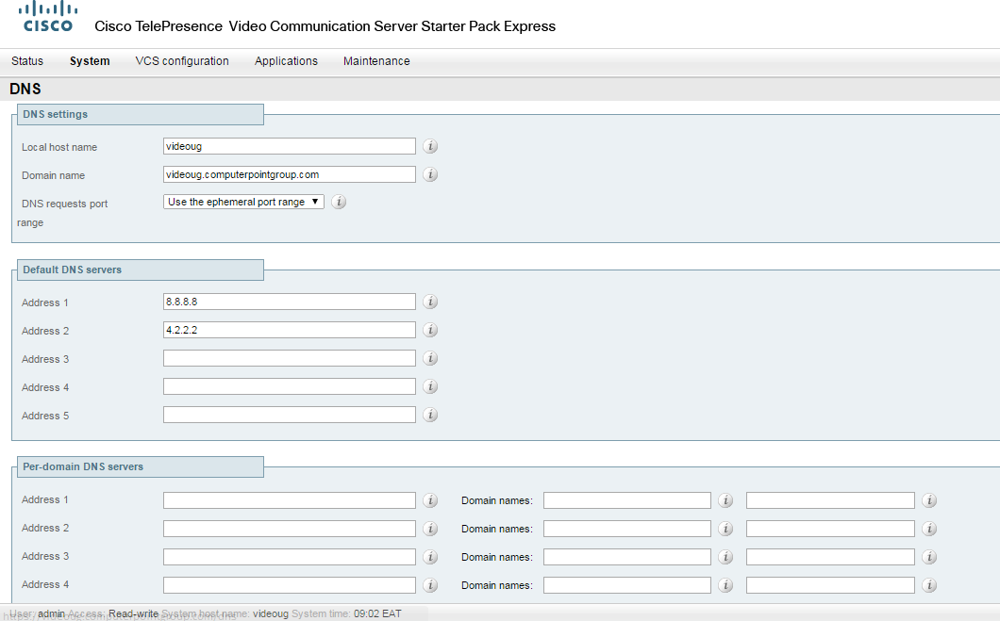 CISCO
Cisco TelePresence Video Communication Server Starter Pack Express
Status System VCS configuration Applications Maintenance
DNS
DNS settings
Local host name videoug i
Domain name videoug.computerpointgroup.com i
DNS requests port range Use the ephemeral port range ▼ i
Default DNS servers
Address 1 8.8.8.8 i
Address 2 4.2.2.2 i
Address 3 i
Address 4 i
Address 5 i
Per-domain DNS servers
Address 1 i Domain names: i i
Address 2 i Domain names: i i
Address 3 i Domain names: i i
Address 4 i Domain names: i i
User: admin Access: Read-write System host name: videoug System time: 09:02 EAT